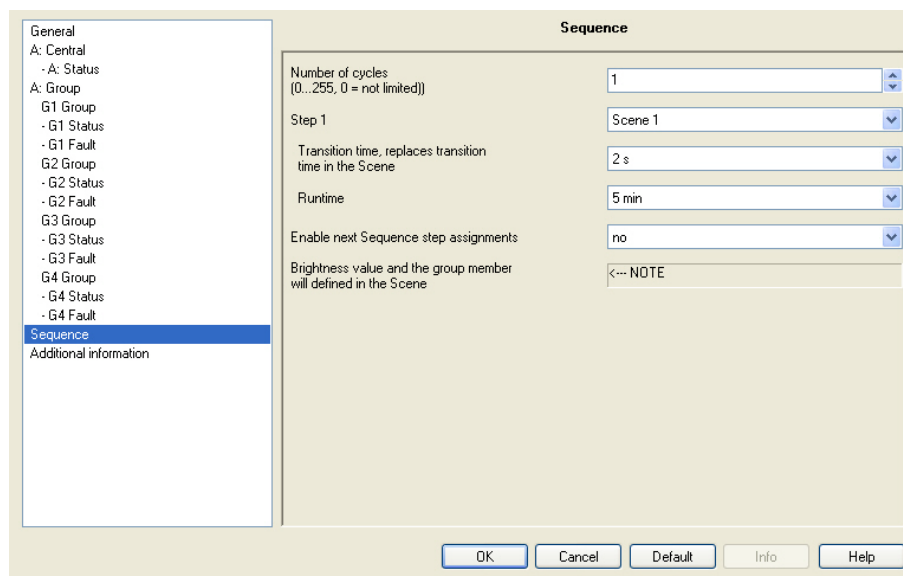 General
A: Central
- A: Status
A: Group
G1 Group
- G1 Status
- G1 Fault
G2 Group
- G2 Status
- G2 Fault
G3 Group
- G3 Status
- G3 Fault
G4 Group
- G4 Status
- G4 Fault
Sequence
Additional information
Sequence
Number of cycles
(0...255, 0 = not limited))
1
Step 1
Scene 1
Transition time, replaces transition
time in the Scene
2 s
Runtime
5 min
Enable next Sequence step assignments
no
Brightness value and the group member
will defined in the Scene
<--- NOTE
OK
Cancel
Default
Info
Help